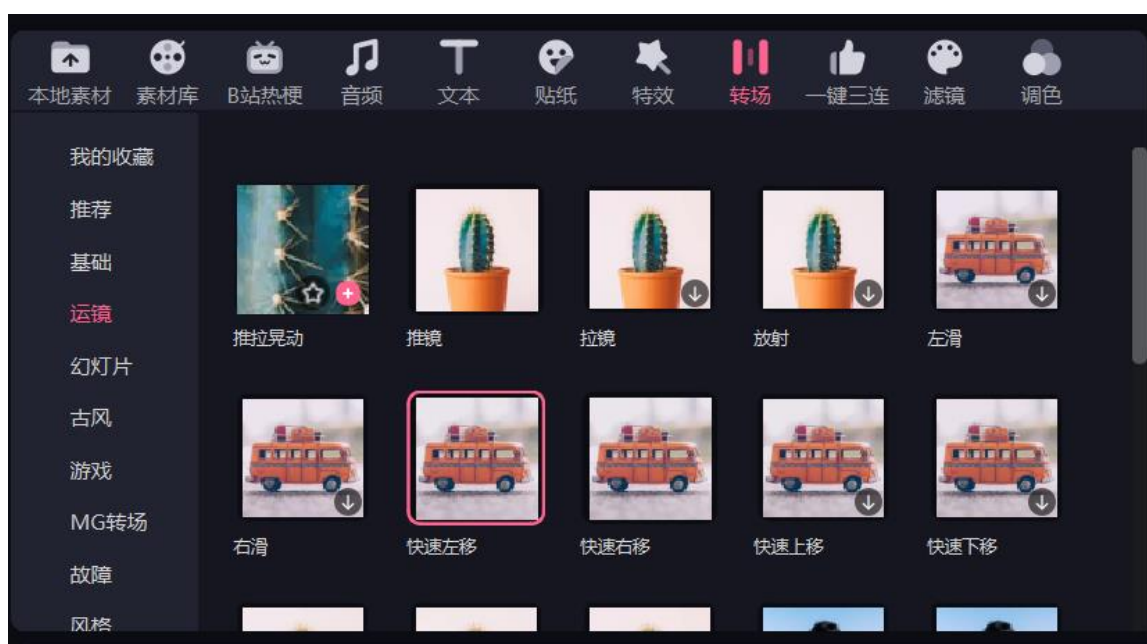 本地素材 素材库 B站热梗 音频 文本 贴纸 特效 转场 一键三连 滤镜 调色
我的收藏
推荐
基础
运镜
幻灯片
古风
游戏
MG转场
故障
风格
推拉晃动 推镜 拉镜 放射 左滑
右滑 快速左移 快速右移 快速上移 快速下移